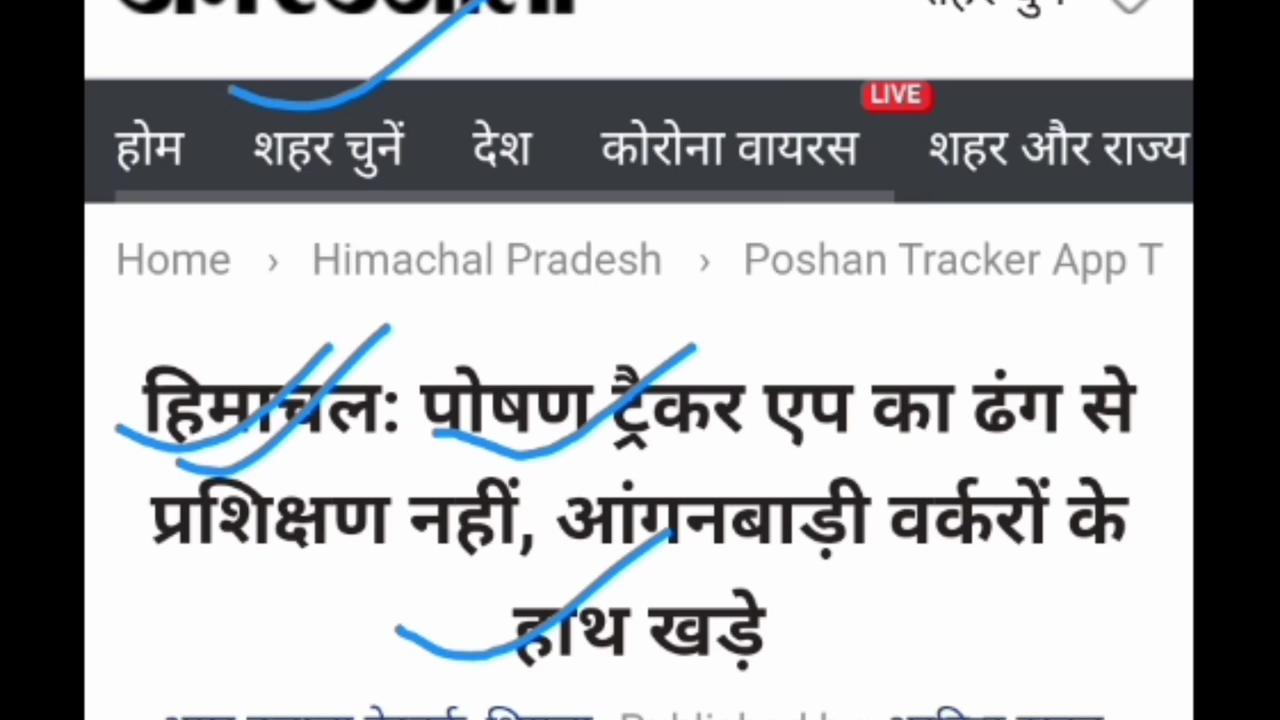 LIVE
होम शहर चुनें देश कोरोना वायरस शहर और राज्य
Home › Himachal Pradesh › Poshan Tracker App T
हिमाचल: पोषण ट्रैकर एप का ढंग से
प्रशिक्षण नहीं, आंगनबाड़ी वर्करों के
हाथ खड़े